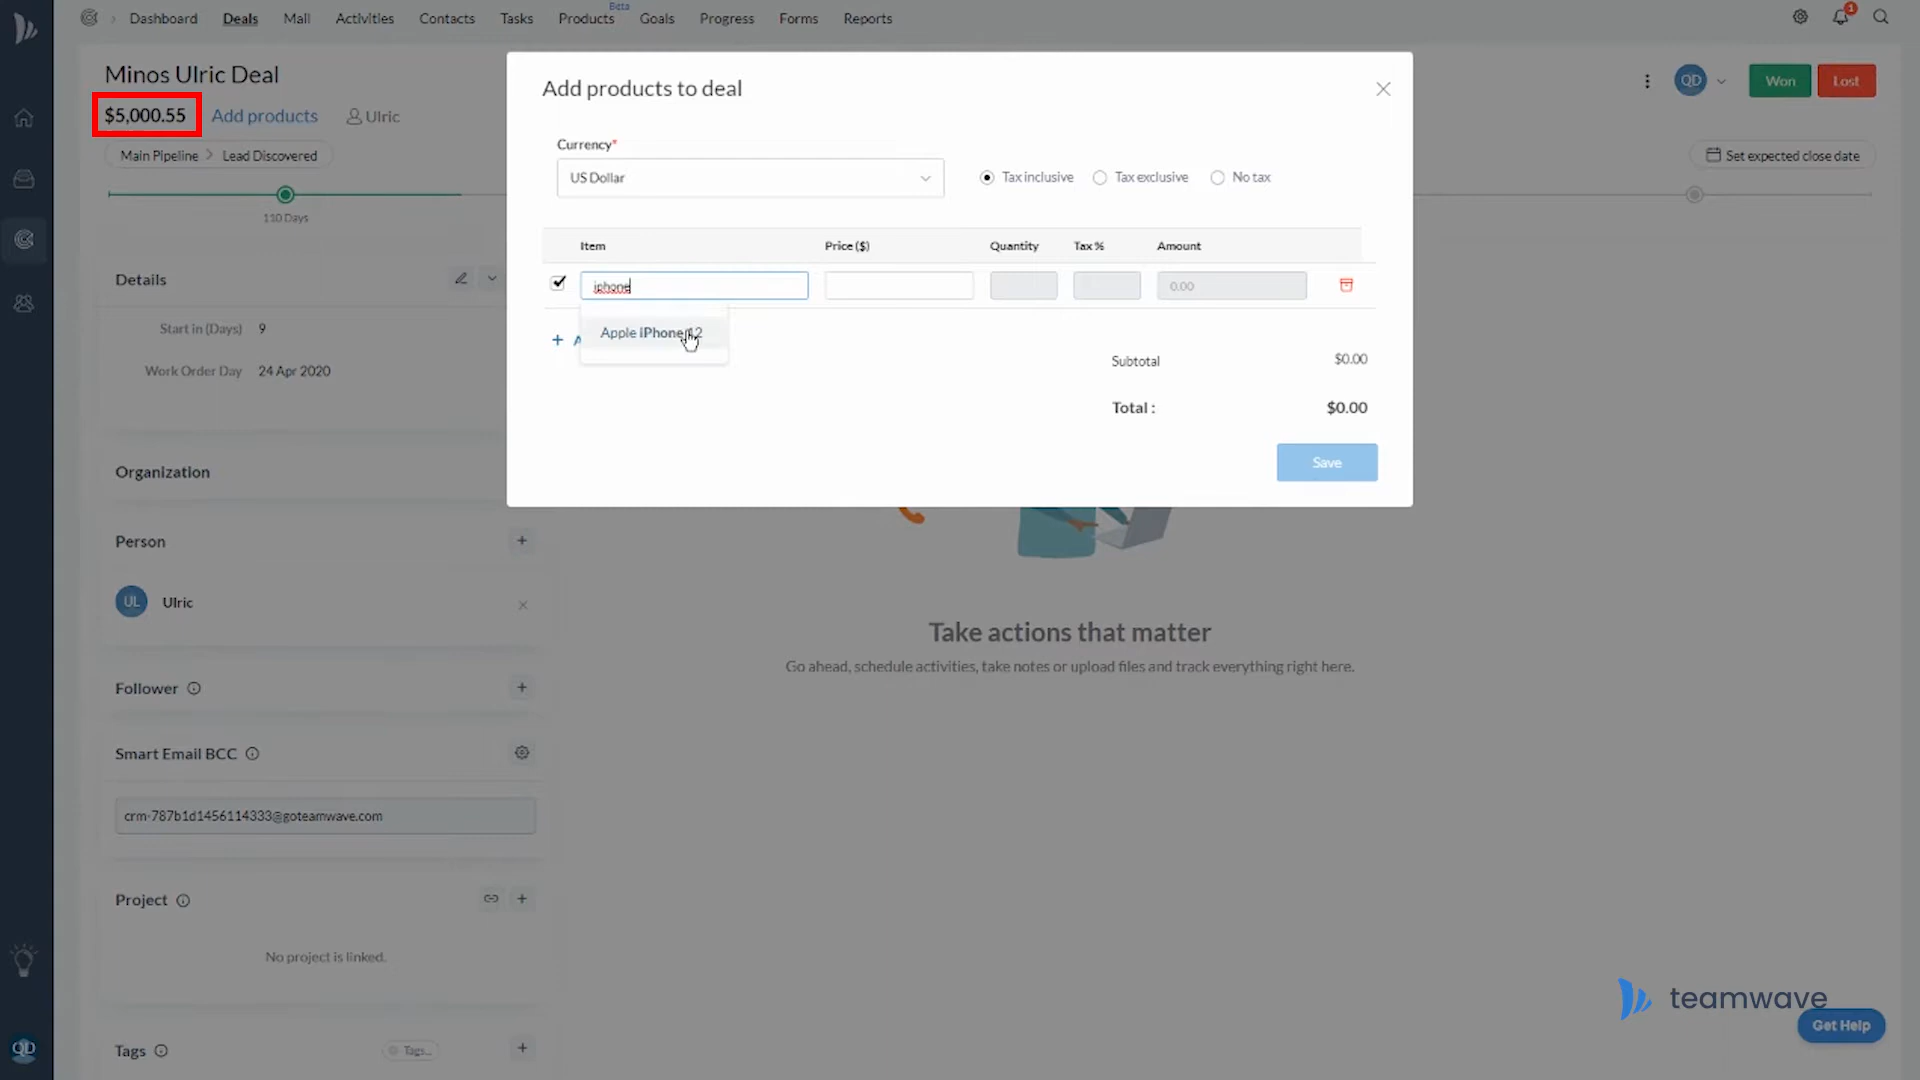 Dashboard Deals Mall Activities Contacts Tasks Products Beta Goals Progress Forms Reports
1
Minos Ulric Deal
$5,000.55 Add products Ulric
Main Pipeline > Lead Discovered
110 Days
QD
Won Lost
Set expected close date
Add products to deal
Currency*
US Dollar
Tax inclusive Tax exclusive No tax
Item Price ($) Quantity Tax % Amount
iphone 0.00
Apple iPhone 12
+ A
Subtotal $0.00
Total : $0.00
Save
Details
Start in (Days) 9
Work Order Day 24 Apr 2020
Organization
Person
UL Ulric
Follower
Smart Email BCC
crm-787b1d1456114333@goteamwave.com
Project
No project is linked.
Tags
Tags...
Take actions that matter
Go ahead, schedule activities, take notes or upload files and track everything right here.
teamwave
Get Help
QD